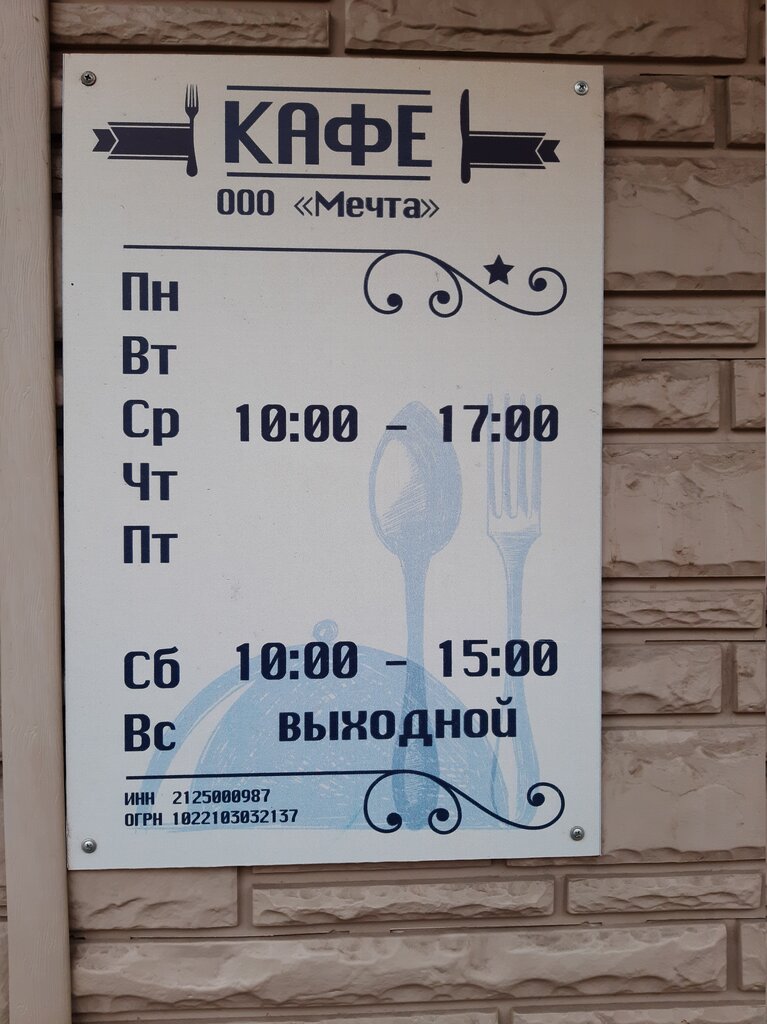 КАФЕ
ООО «Мечта»
Пн
Вт
Ср 10:00 - 17:00
Чт
Пт
Сб 10:00 - 15:00
Вс выходной
ИНН 2125000987
ОГРН 1022103032137